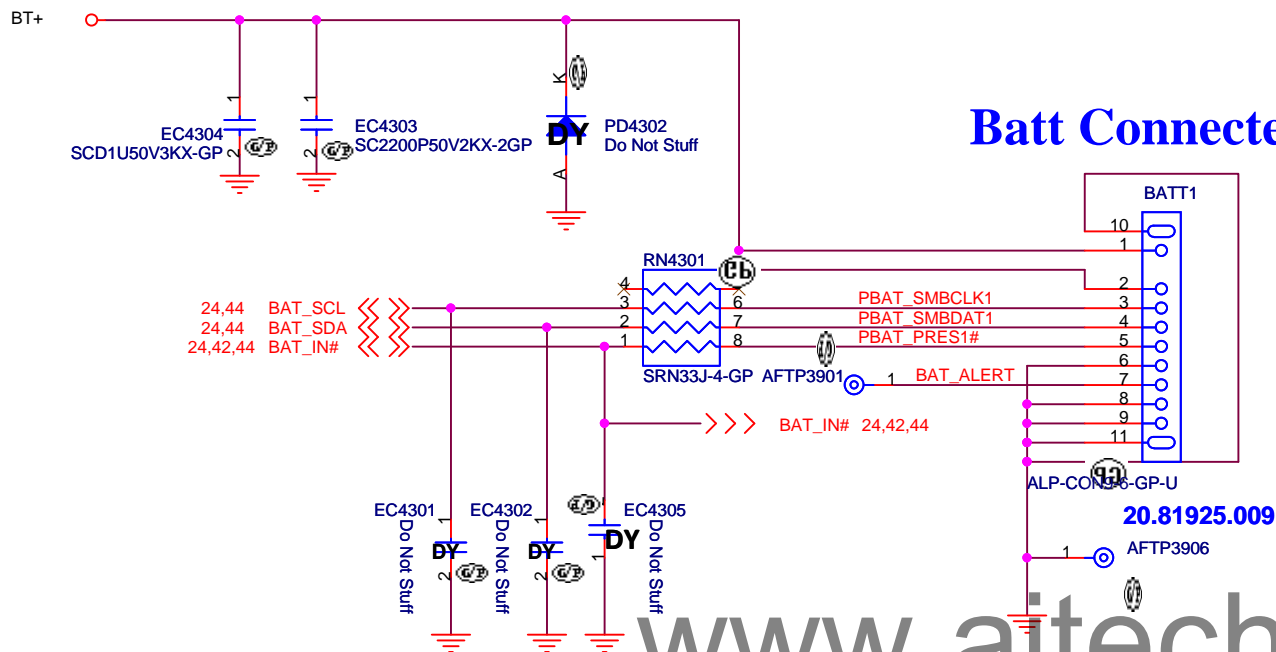 BT+
EC4304
SCD1U50V3KX-GP
1
2
EC4303
SC2200P50V2KX-2GP
1
2
K
A
DY
PD4302
Do Not Stuff
Batt Connecte
BATT1
10
1
2
3
4
5
6
7
8
9
11
RN4301
4
3
2
1
6
7
8
SRN33J-4-GP
24,44 BAT_SCL
24,44 BAT_SDA
24,42,44 BAT_IN#
PBAT_SMBCLK1
PBAT_SMBDAT1
PBAT_PRES1#
AFTP3901
1
BAT_ALERT
BAT_IN# 24,42,44
EC4301
Do Not Stuff
DY
1
2
EC4302
Do Not Stuff
DY
1
2
EC4305
Do Not Stuff
DY
1
20.81925.009
1
AFTP3906
www.aitech